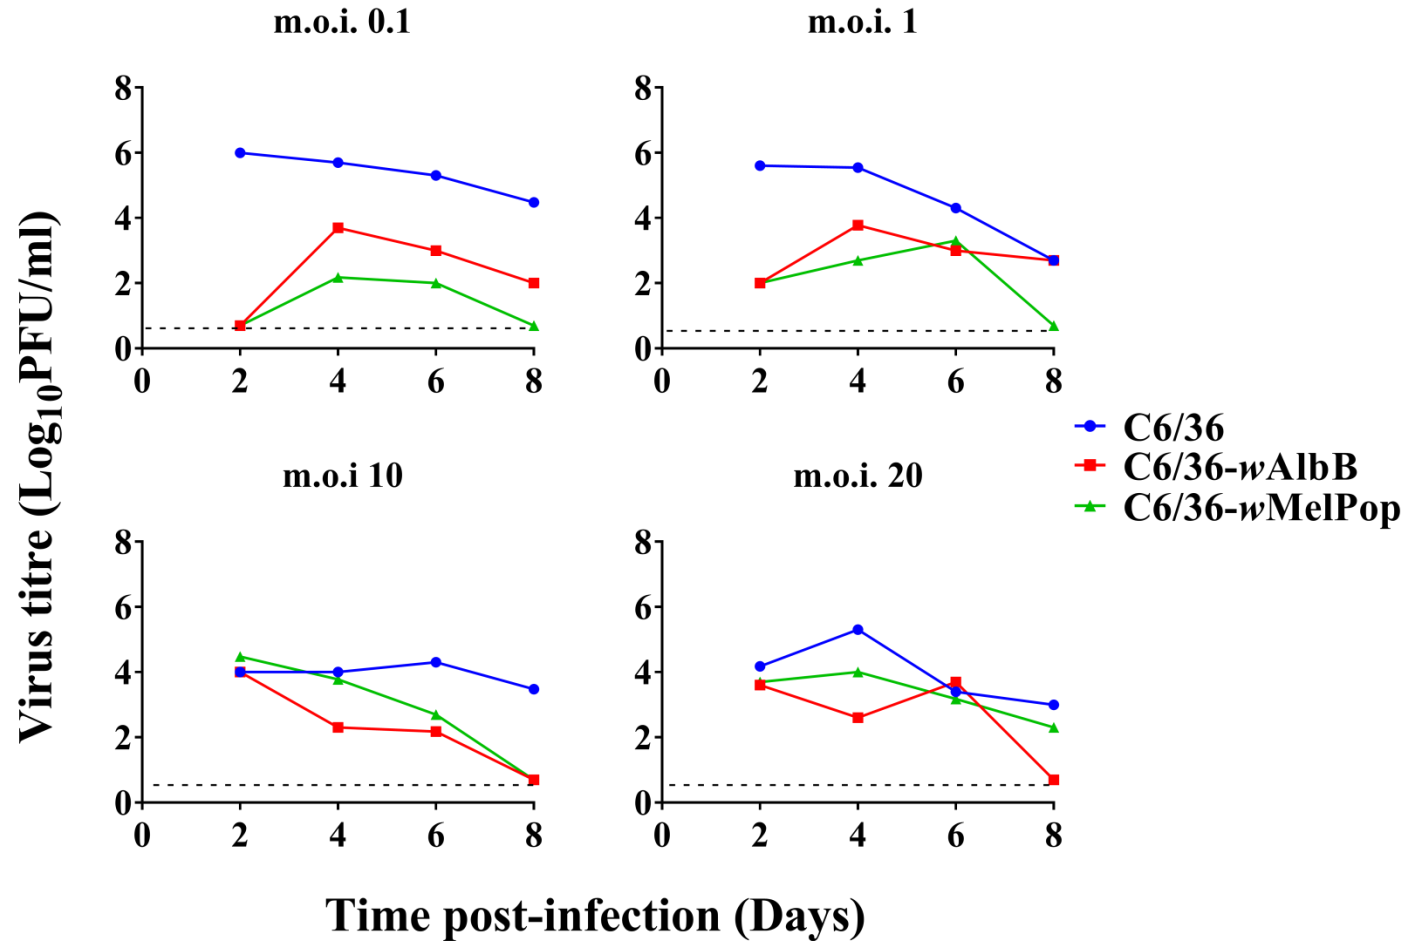 m.o.i. 0.1
8
6
4
2
0
0 2 4 6 8
m.o.i. 1
8
6
4
2
0
0 2 4 6 8
C6/36
C6/36-wAlbB
C6/36-wMelPop
m.o.i 10
8
6
4
2
0
0 2 4 6 8
m.o.i. 20
8
6
4
2
0
0 2 4 6 8
Virus titre (Log₁₀PFU/ml)
Time post-infection (Days)